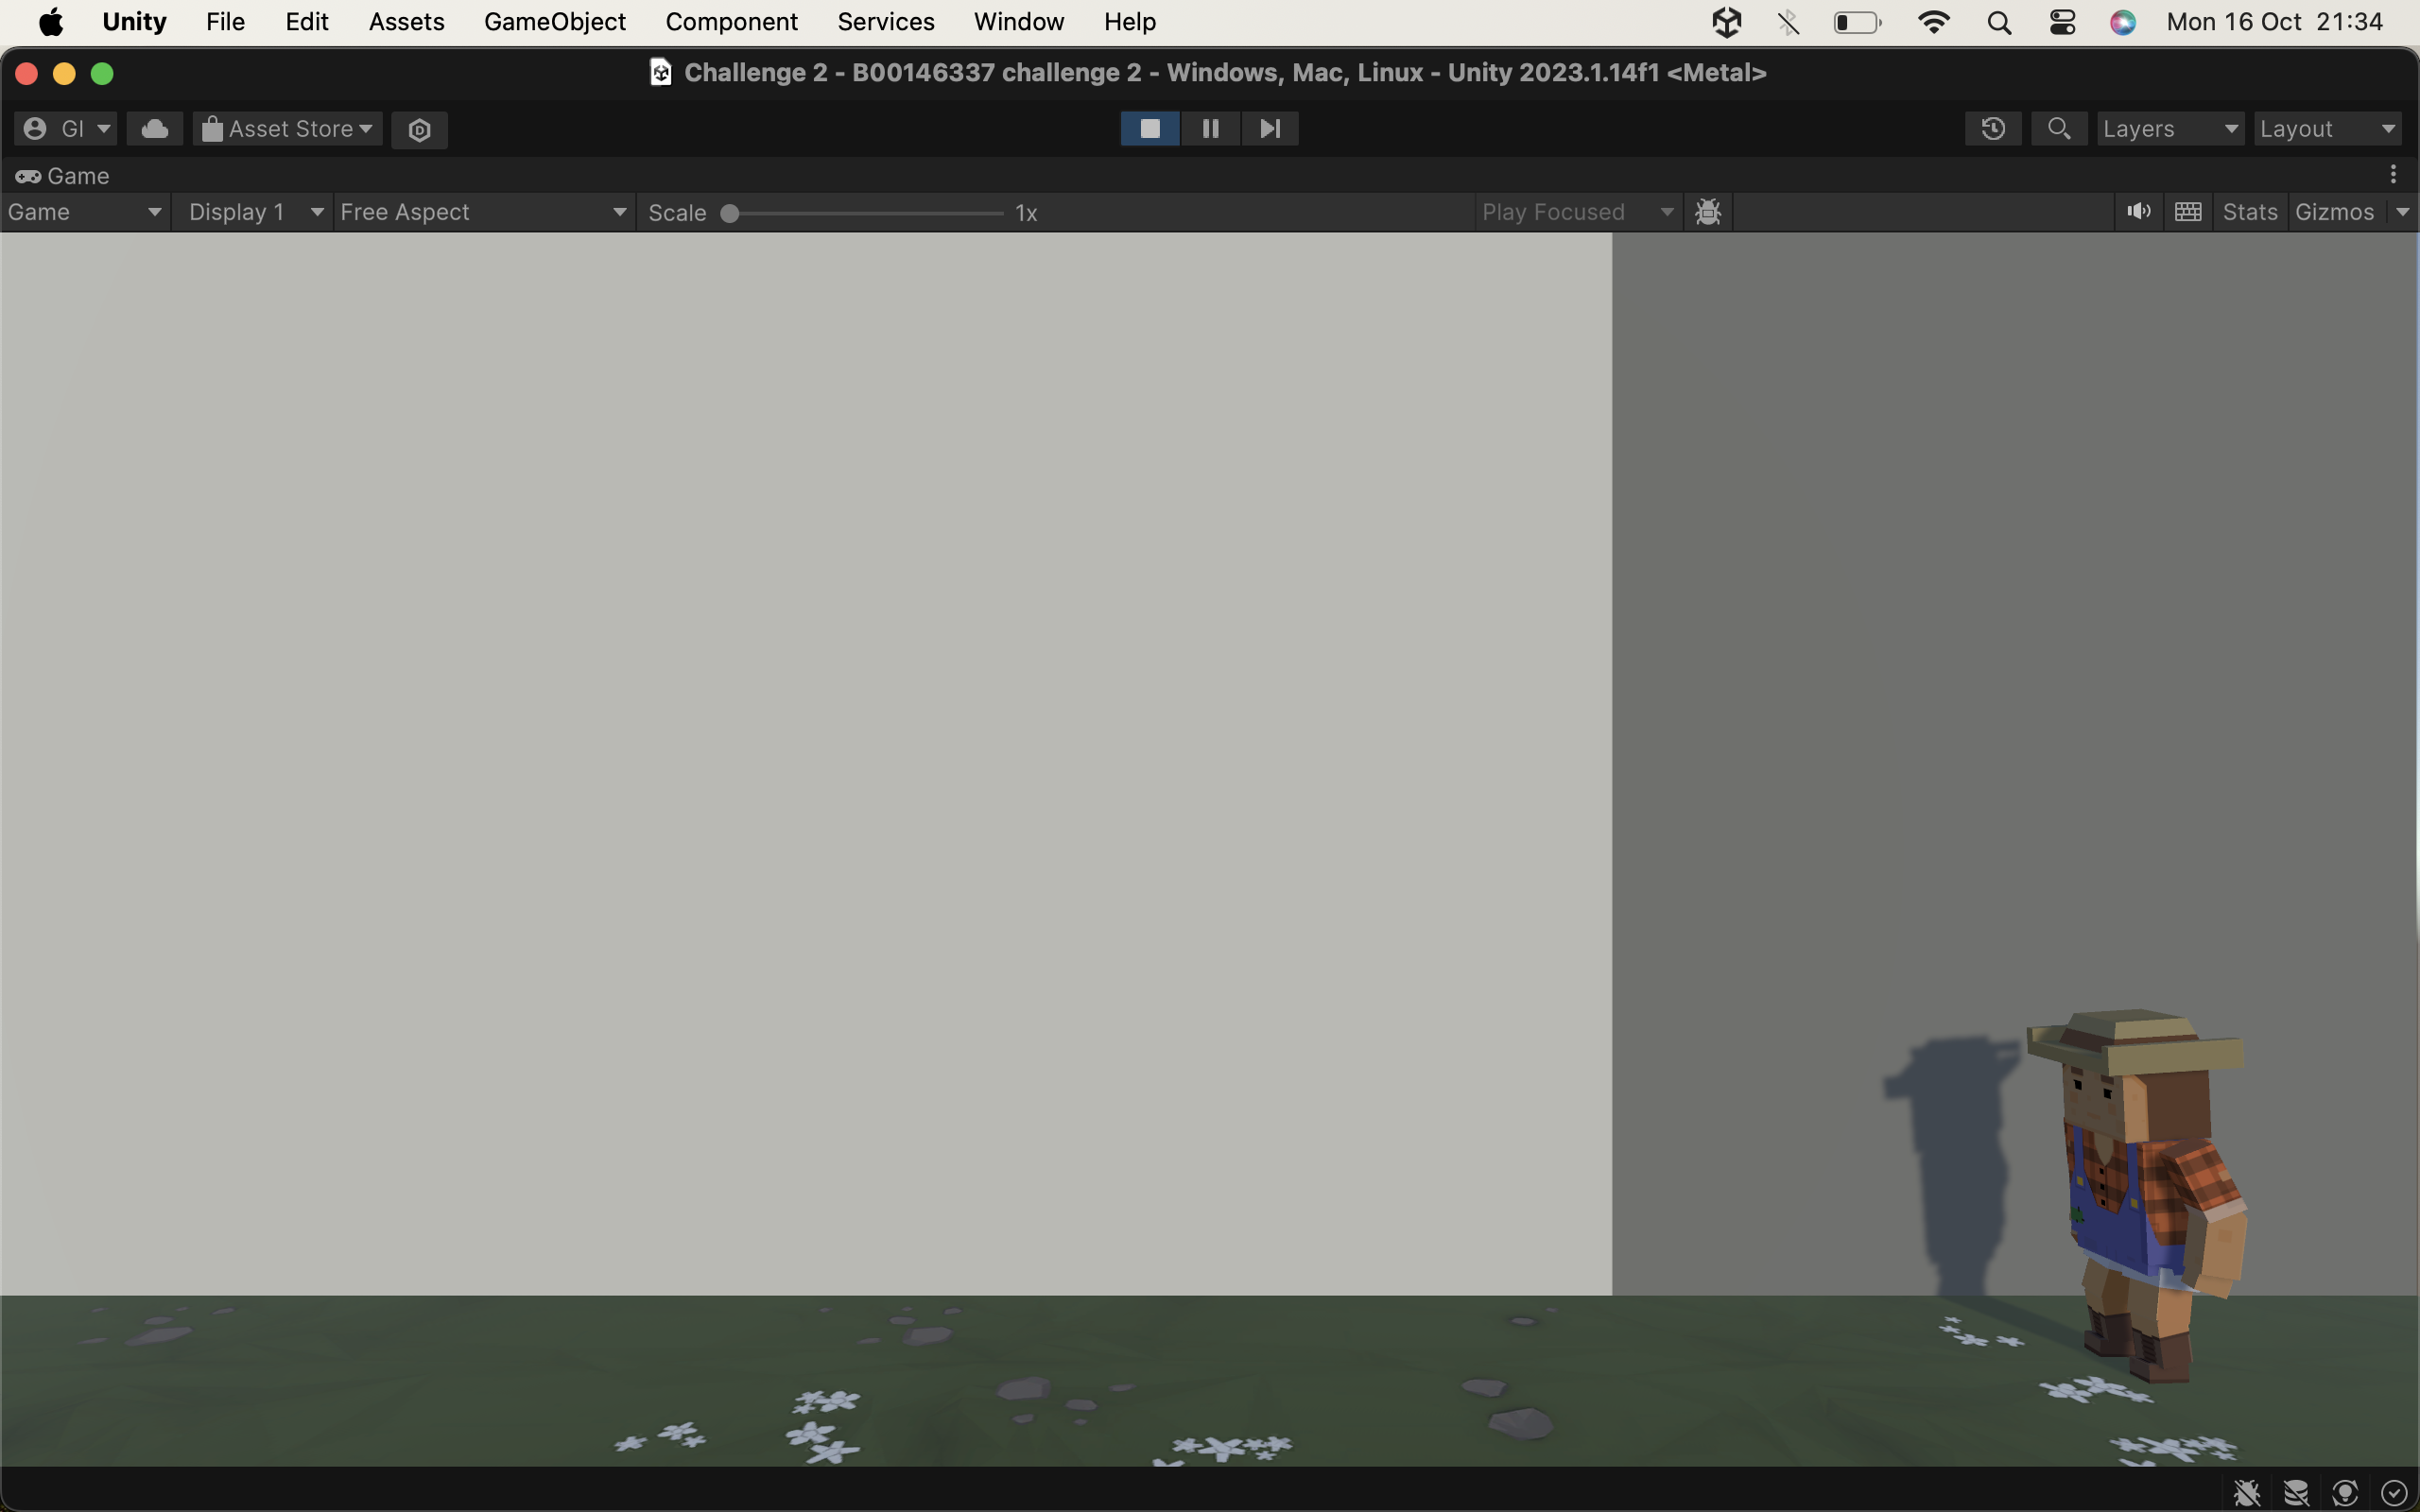 Unity File Edit Assets GameObject Component Services Window Help Mon 16 Oct 21:34
Challenge 2 - B00146337 challenge 2 - Windows, Mac, Linux - Unity 2023.1.14f1 <Metal>
GI Asset Store Layers Layout
Game
Game Display 1 Free Aspect Scale 1x Play Focused Stats Gizmos